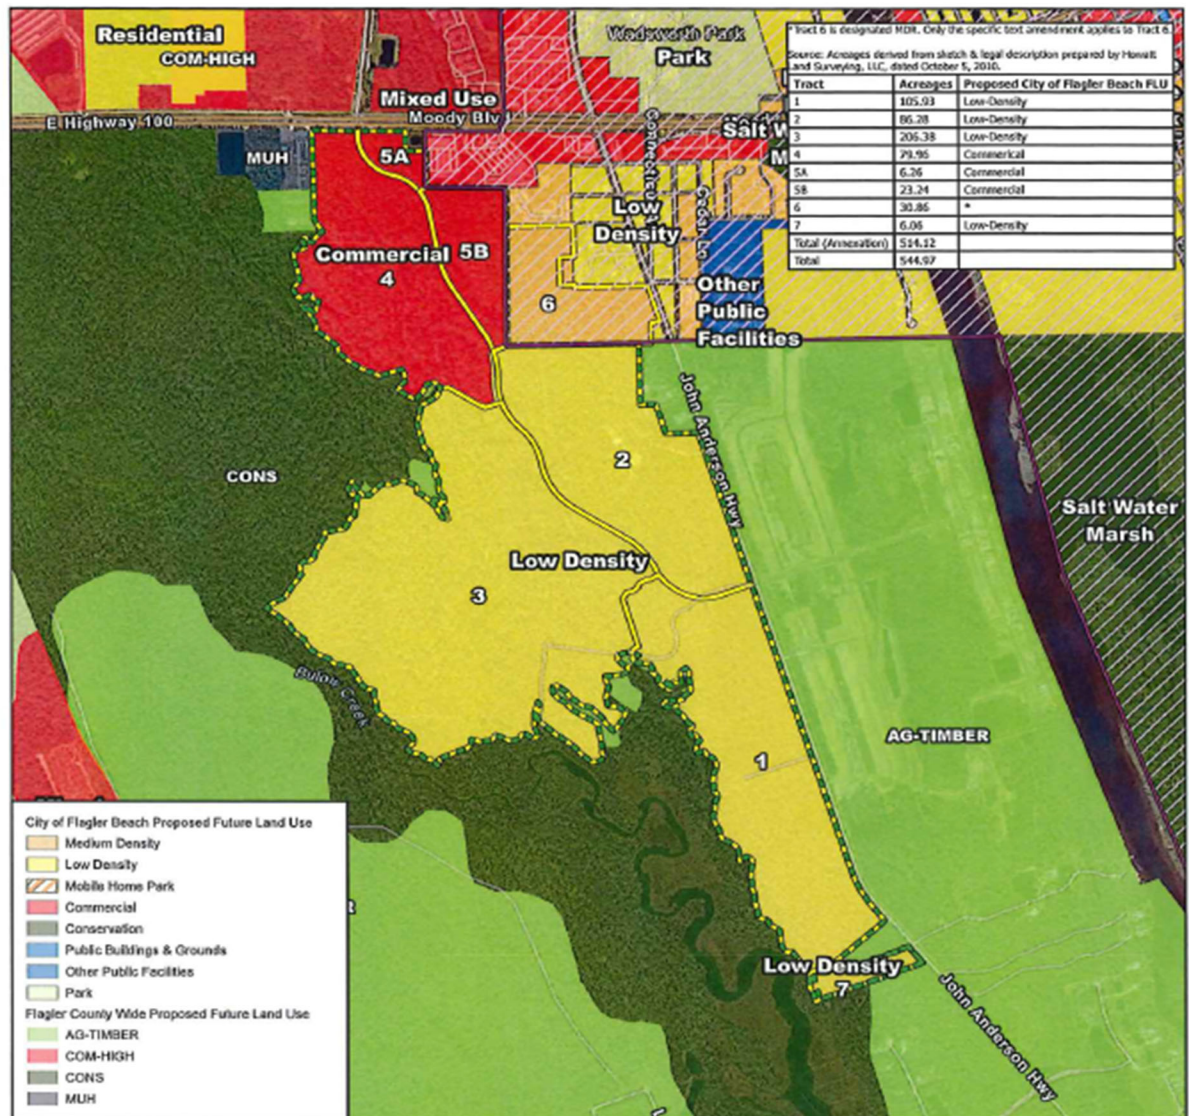 Residential
COM-HIGH
Wadsworth Park
Park
Mixed Use
Moody Blv
E Highway 100
MUH
5A
Salt W
M
* Tract 6 is designated MDR. Only the specific text amendment applies to Tract 6.
Source: Acreages derived from sketch & legal description prepared by
Land Surveying, LLC, dated October 5, 2010.
Tract Acreages Proposed City of Flagler Beach FLU
1 105.93 Low-Density
2 86.28 Low-Density
3 206.38 Low-Density
4 79.96 Commerical
5A 6.26 Commercial
5B 23.24 Commercial
6 30.86 *
7 6.06 Low-Density
Total (Annexation) 514.12
Total 544.97
Low
Density
Commercial 5B
4
6
Other
Public
Facilities
John Anderson Hwy
2
CONS
Salt Water
Marsh
Low Density
3
Bulow Creek
AG-TIMBER
1
Low Density
7
John Anderson Hwy
City of Flagler Beach Proposed Future Land Use
Medium Density
Low Density
Mobile Home Park
Commercial
Conservation
Public Buildings & Grounds
Other Public Facilities
Park
Flagler County Wide Proposed Future Land Use
AG-TIMBER
COM-HIGH
CONS
MUH